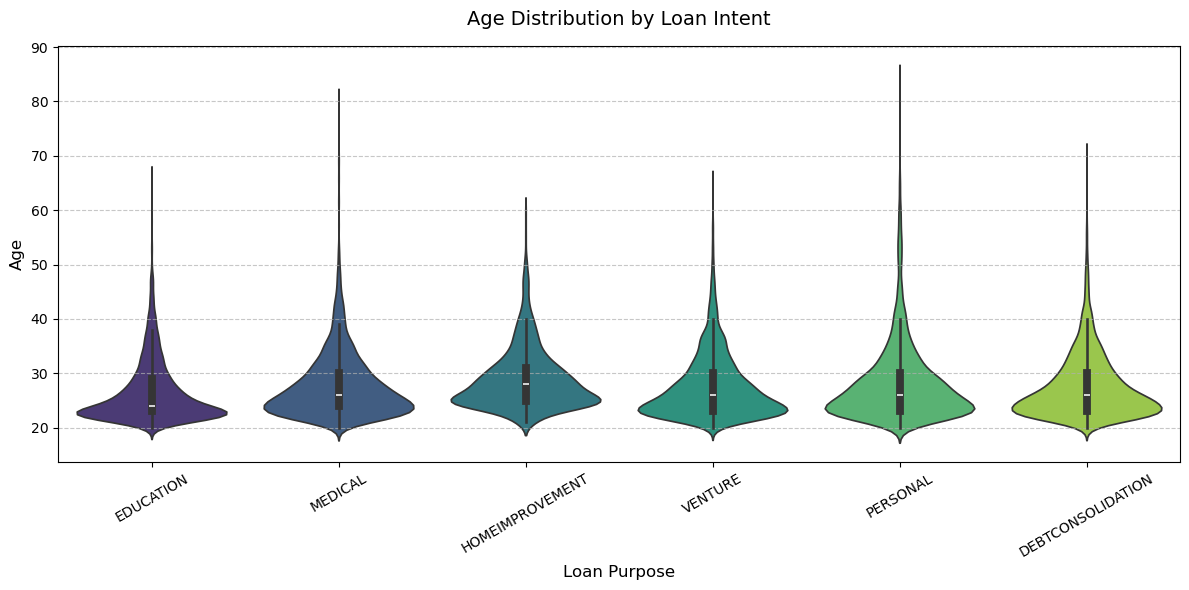 Age Distribution by Loan Intent
90
80
70
60
50
40
30
20
Age
EDUCATION
MEDICAL
HOMEIMPROVEMENT
VENTURE
PERSONAL
DEBTCONSOLIDATION
Loan Purpose